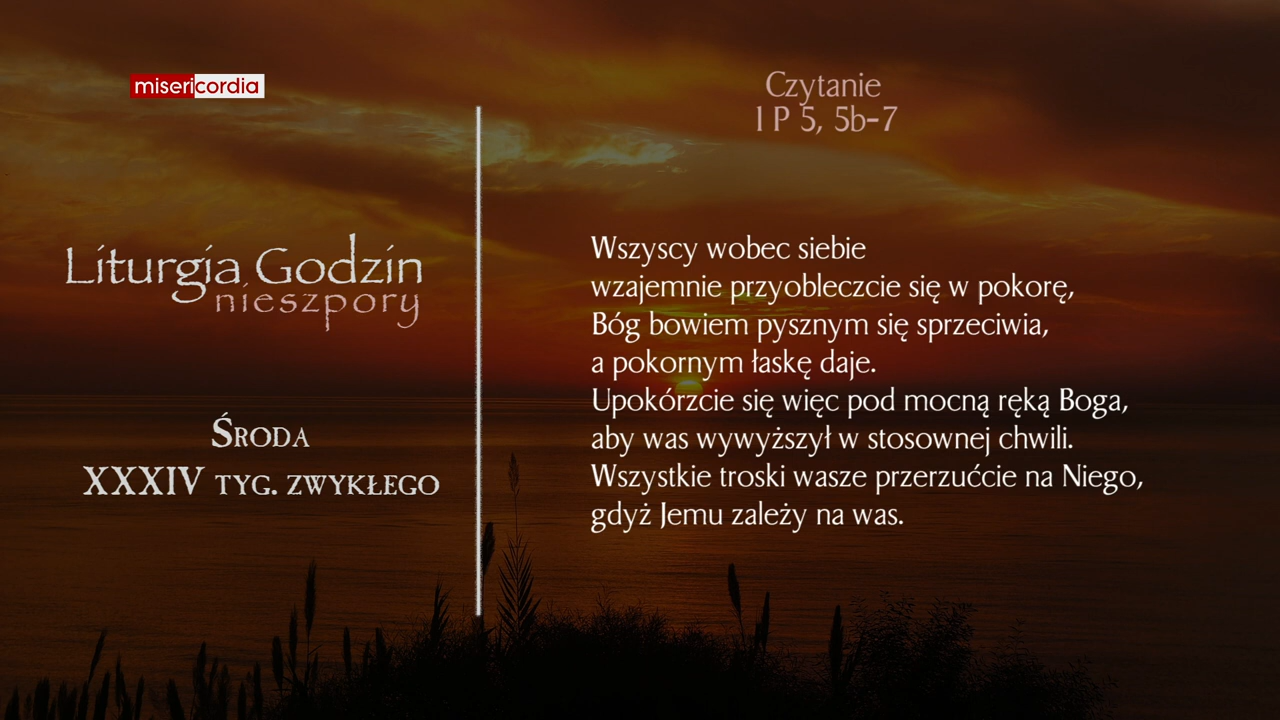 misericordia
Liturgia Godzin
nieszpory
Środa
XXXIV tyg. zwykłego
Czytanie
1 P 5, 5b-7
Wszyscy wobec siebie
wzajemnie przyobleczcie się w pokorę,
Bóg bowiem pysznym się sprzeciwia,
a pokornym łaskę daje.
Upokórzcie się więc pod mocną ręką Boga,
aby was wywyższył w stosownej chwili.
Wszystkie troski wasze przerzućcie na Niego,
gdyż Jemu zależy na was.